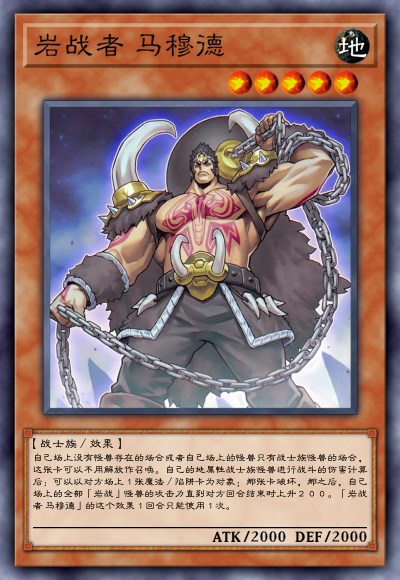 岩战者 马穆德
地
【战士族／效果】
自己场上没有怪兽存在的场合或者自己场上的怪兽只有战士族怪兽的场合，
这张卡可以不用解放作召唤。自己的地属性战士族怪兽进行战斗的伤害计算
后：可以以对方场上1张魔法／陷阱卡为对象；那张卡破坏，那之后，自己
场上的全部「岩战」怪兽的攻击力直到对方回合结束时上升２００。「岩战
者 马穆德」的这个效果1回合只能使用1次。
ATK/2000 DEF/2000